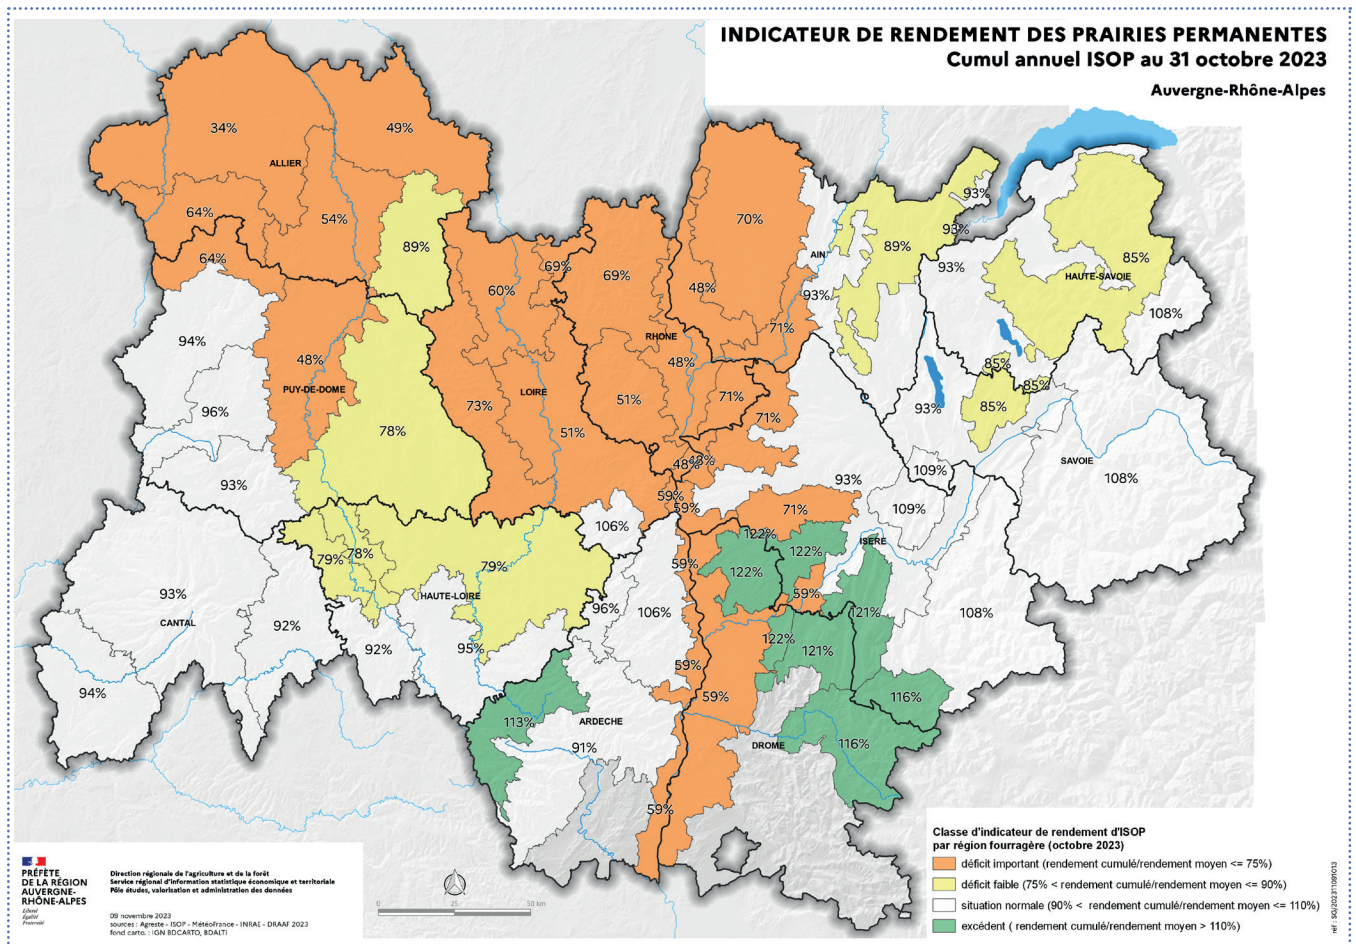 INDICATEUR DE RENDEMENT DES PRAIRIES PERMANENTES
Cumul annuel ISOP au 31 octobre 2023
Auvergne-Rhône-Alpes
34%
49%
ALLIER
64%
54%
64%
89%
94%
48%
PUY-DE-DOME
96%
78%
93%
60%
69%
69%
RHONE
48%
LOIRE
73%
51%
51%
70%
48%
71%
71%
71%
48%
48%
59%
59%
AIN
93%
89%
93%
93%
93%
85%
HAUTE-SAVOIE
108%
85%
85%
85%
93%
SAVOIE
108%
109%
93%
109%
71%
ISERE
122%
122%
122%
59%
121%
108%
106%
79%
78%
79%
HAUTE-LOIRE
96%
106%
59%
93%
CANTAL
92%
92%
95%
94%
122%
121%
59%
59%
116%
113%
ARDECHE
91%
DROME
116%
59%
Classe d'indicateur de rendement d'ISOP
par région fourragère (octobre 2023)
déficit important (rendement cumulé/rendement moyen <= 75%)
déficit faible (75% < rendement cumulé/rendement moyen <= 90%)
situation normale (90% < rendement cumulé/rendement moyen <= 110%)
excédent ( rendement cumulé/rendement moyen > 110%)
PRÉFÈTE
DE LA RÉGION
AUVERGNE-
RHÔNE-ALPES
Liberté
Égalité
Fraternité
Direction régionale de l'agriculture et de la forêt
Service régional d'information statistique économique et territoriale
Pôle études, valorisation et administration des données
09 novembre 2023
sources : Agreste - ISOP - MétéoFrance - INRAE - DRAAF 2023
fond carto. : IGN BDCARTO, BDALTI
0 25 50 km